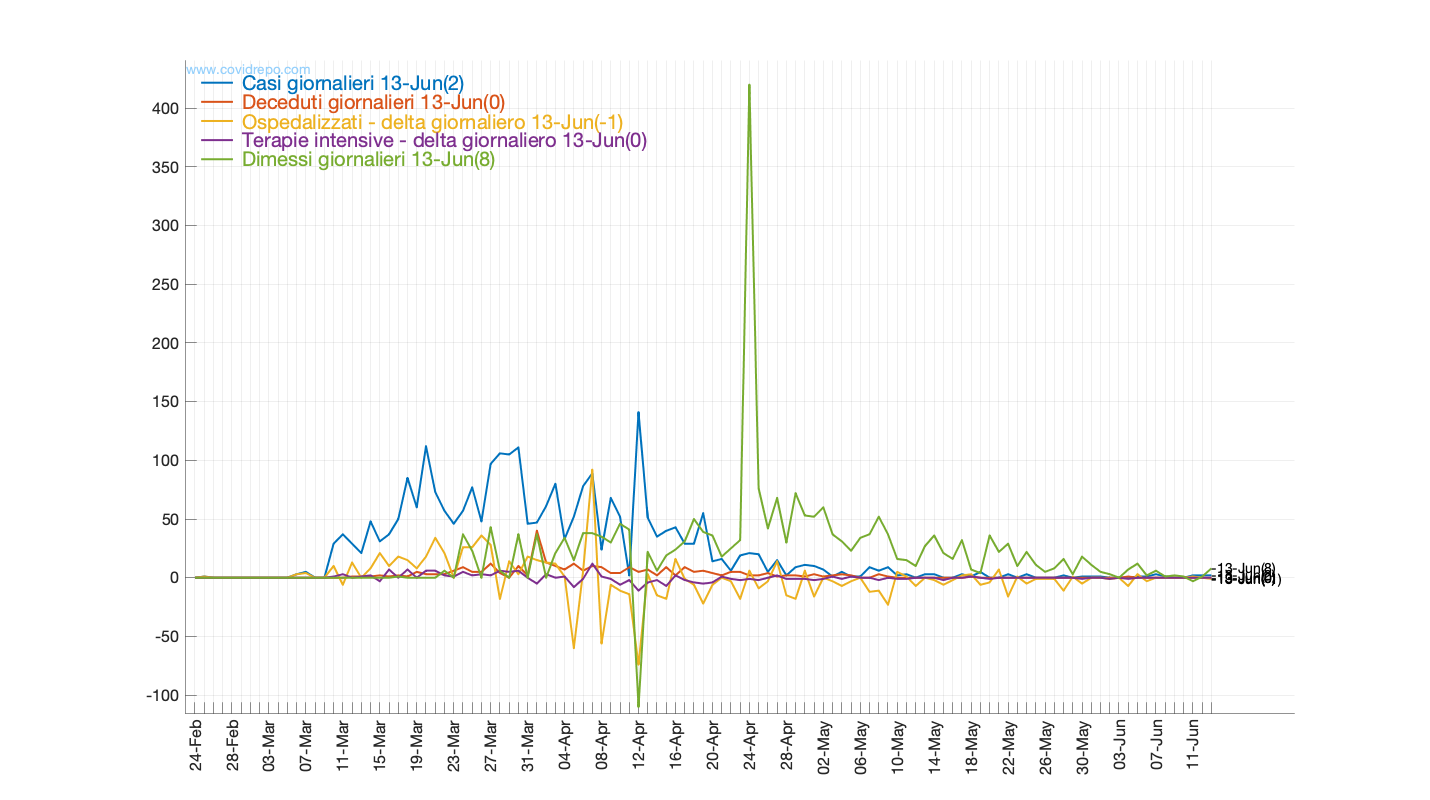 www.covidrepo.com
Casi giornalieri 13-Jun(2)
Deceduti giornalieri 13-Jun(0)
Ospedalizzati - delta giornaliero 13-Jun(-1)
Terapie intensive - delta giornaliero 13-Jun(0)
Dimessi giornalieri 13-Jun(8)
400
350
300
250
200
150
100
50
0
-50
-100
13-Jun(8)
24-Feb
28-Feb
03-Mar
07-Mar
11-Mar
15-Mar
19-Mar
23-Mar
27-Mar
31-Mar
04-Apr
08-Apr
12-Apr
16-Apr
20-Apr
24-Apr
28-Apr
02-May
06-May
10-May
14-May
18-May
22-May
26-May
30-May
03-Jun
07-Jun
11-Jun